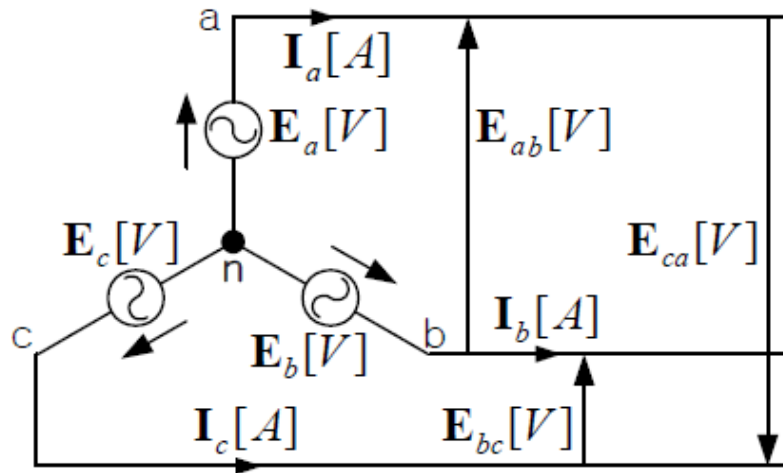 a
I_a[A]
E_a[V]
E_ab[V]
E_c[V]
n
E_ca[V]
c
E_b[V]
b
I_b[A]
I_c[A]
E_bc[V]